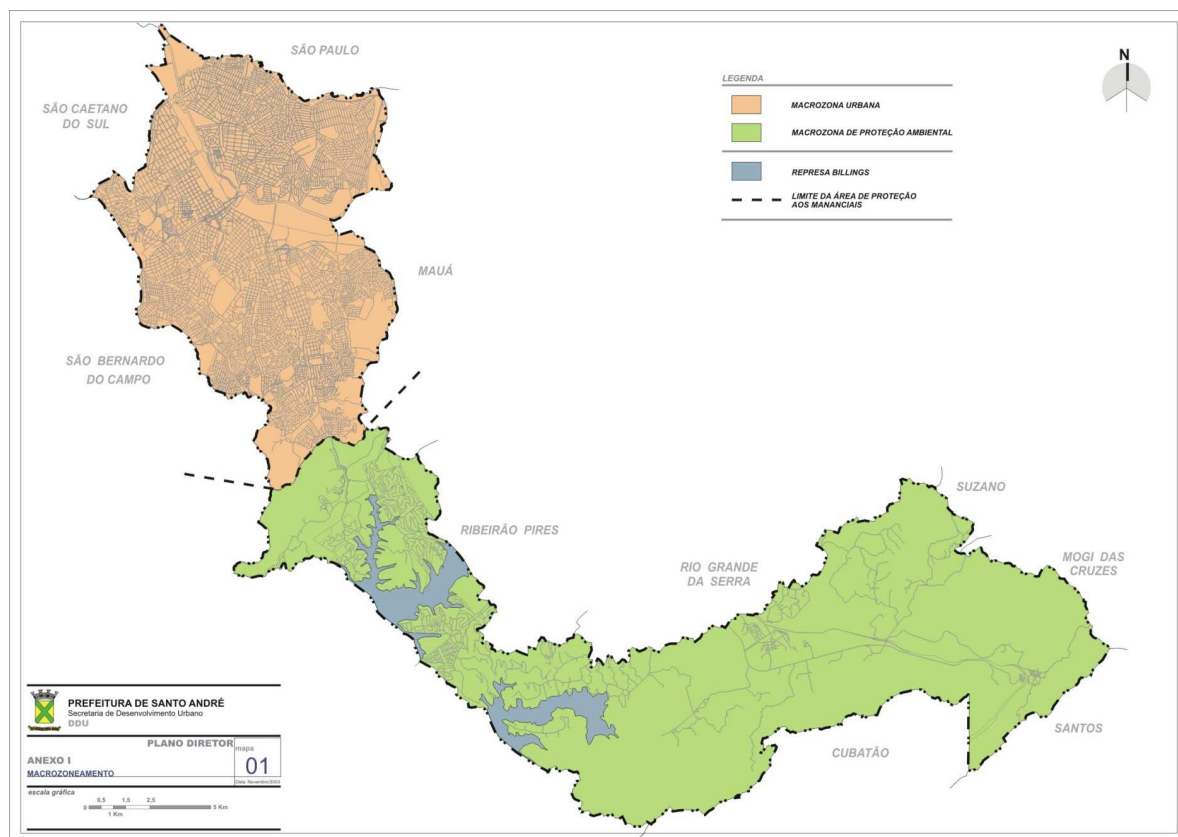 SÃO PAULO
SÃO CAETANO
DO SUL
MAUÁ
SÃO BERNARDO
DO CAMPO
RIBEIRÃO PIRES
RIO GRANDE
DA SERRA
SUZANO
MOGI DAS
CRUZES
SANTOS
CUBATÃO
N
LEGENDA
MACROZONA URBANA
MACROZONA DE PROTEÇÃO AMBIENTAL
REPRESA BILLINGS
LIMITE DA ÁREA DE PROTEÇÃO
AOS MANANCIAIS
PREFEITURA DE SANTO ANDRÉ
Secretaria de Desenvolvimento Urbano
DDU
PLANO DIRETOR
ANEXO I
MACROZONEAMENTO
mapa
01
escala gráfica
0 0,5 1,5 2,5 5 Km
1 Km